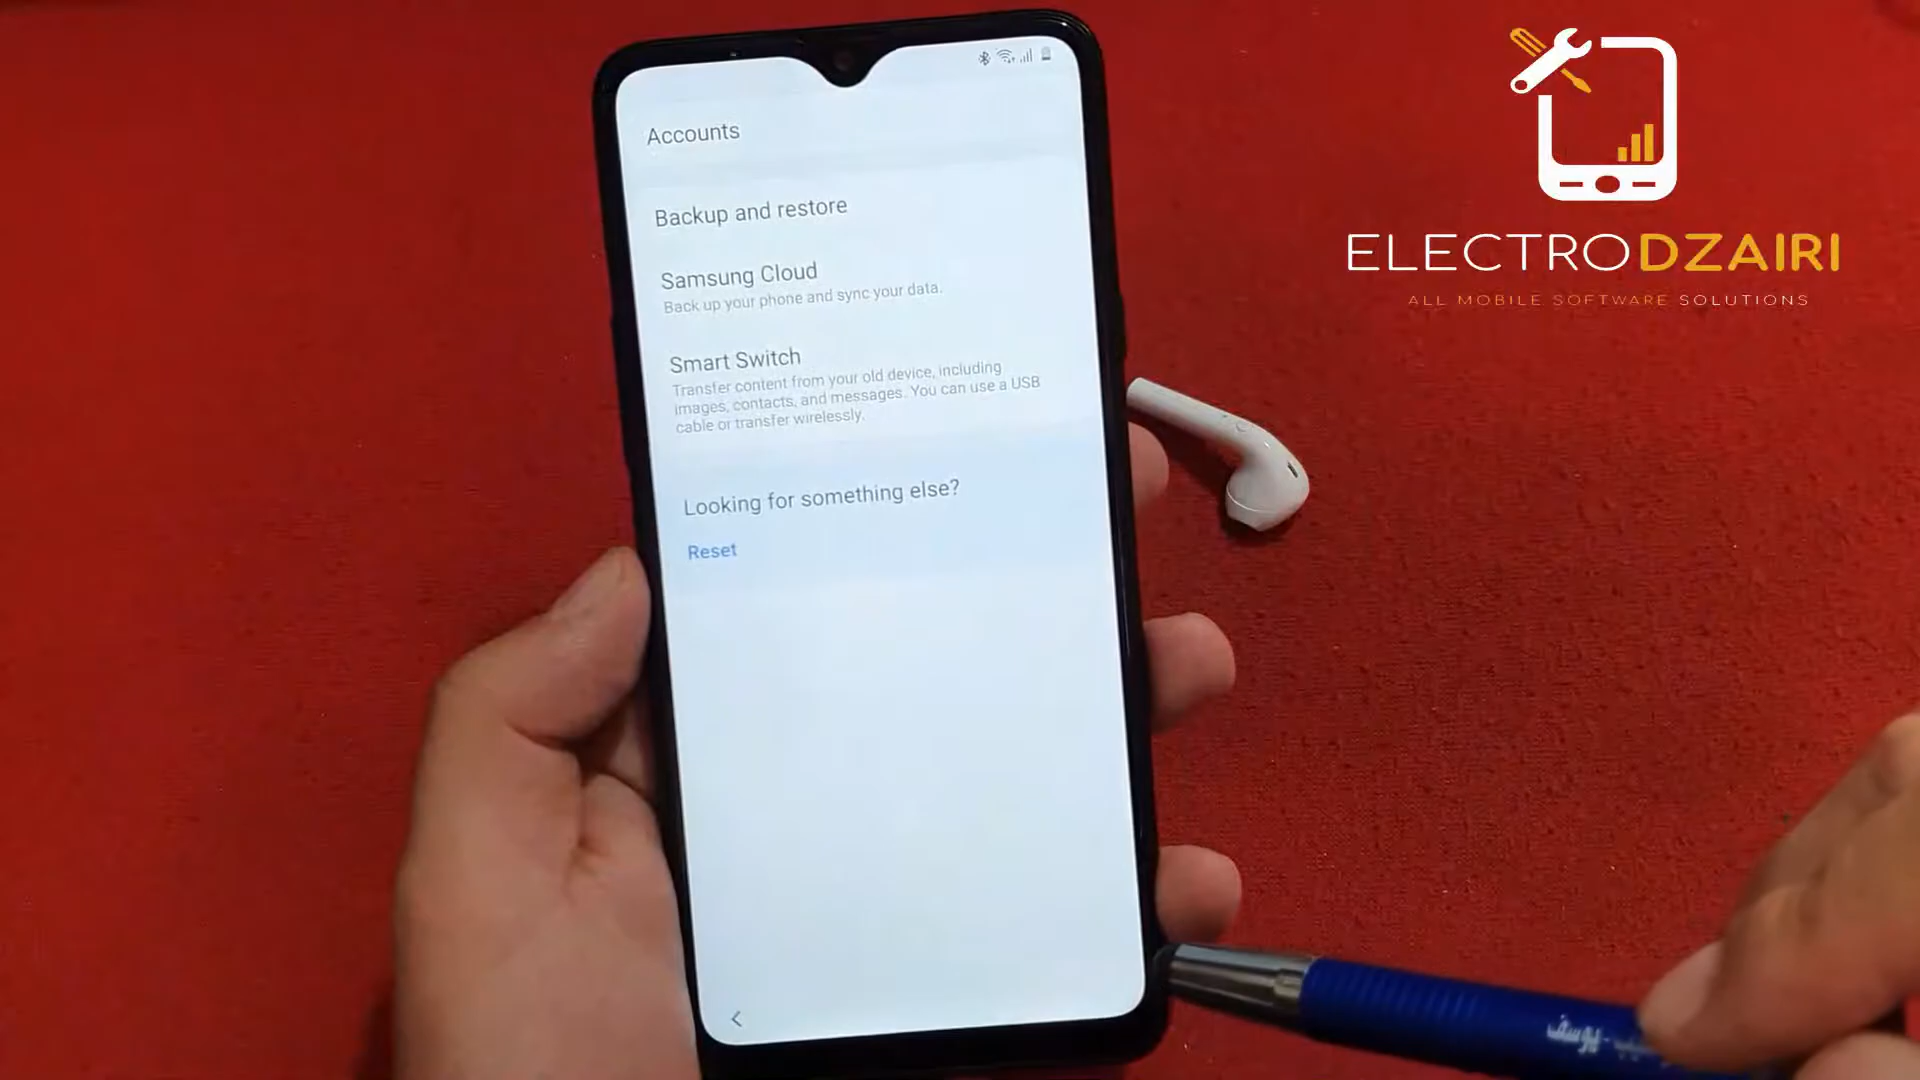 Accounts
Backup and restore
Samsung Cloud
Back up your phone and sync your data.
Smart Switch
Transfer content from your old device, including
images, contacts, and messages. You can use a USB
cable or transfer wirelessly.
Looking for something else?
Reset
ELECTRODZAIRI
ALL MOBILE SOFTWARE SOLUTIONS
يوسف